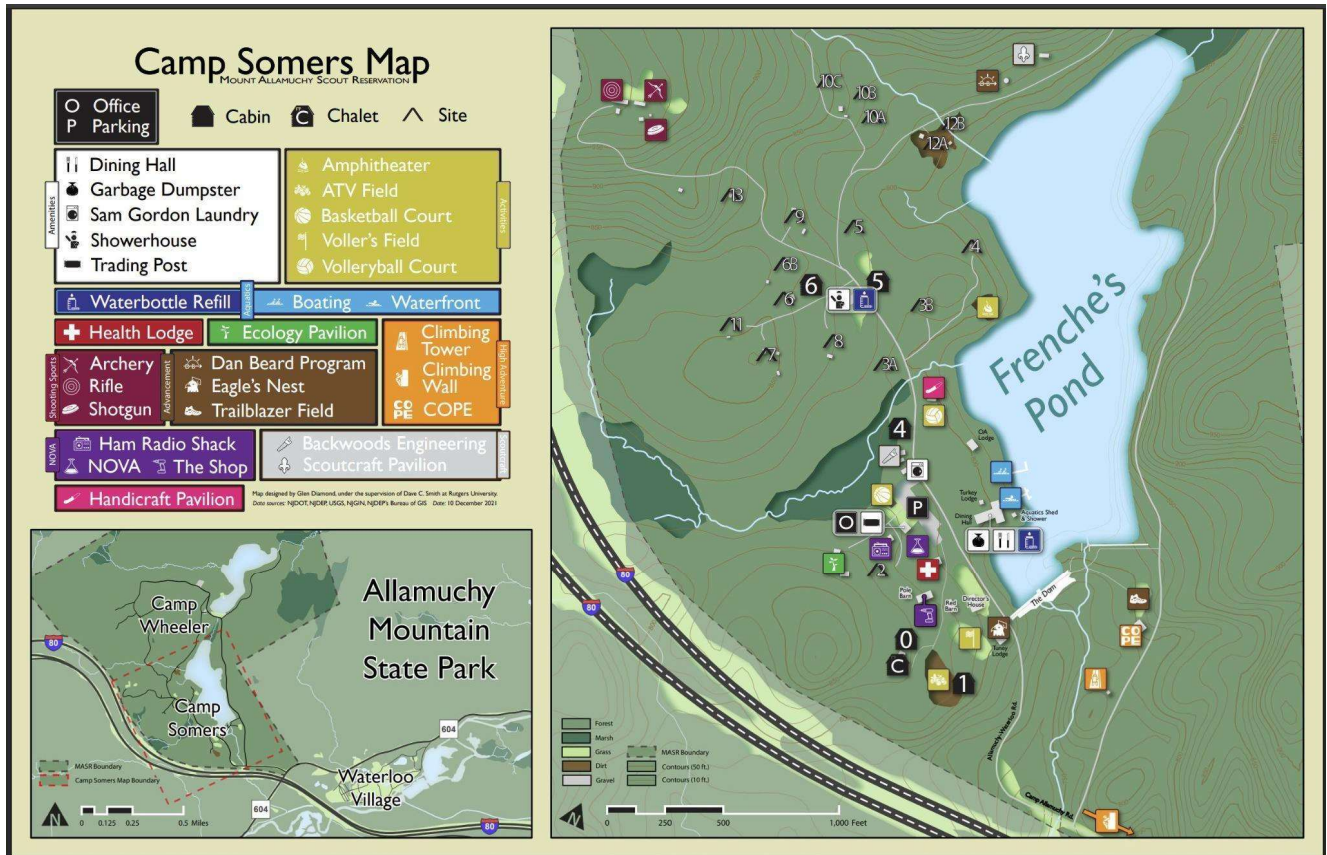 Camp Somers Map
MOUNT ALLAMUCHY SCOUT RESERVATION
O Office
P Parking
Cabin
C Chalet
Site
Amenities
Dining Hall
Garbage Dumpster
Sam Gordon Laundry
Showerhouse
Trading Post
Activities
Amphitheater
ATV Field
Basketball Court
Voller's Field
Volleryball Court
Waterbottle Refill
Aquatics
Boating
Waterfront
Health Lodge
Ecology Pavilion
High Adventure
Climbing
Tower
Climbing
Wall
COPE COPE
Shooting Sports
Archery
Rifle
Shotgun
Advancement
Dan Beard Program
Eagle's Nest
Trailblazer Field
NOVA
Ham Radio Shack
NOVA
The Shop
Scoutcraft
Backwoods Engineering
Scoutcraft Pavilion
Handicraft Pavilion
Map designed by Glen Diamond, under the supervision of Dave C. Smith at Rutgers University.
Data sources: NJDOT, NJDEP, USGS, NJGIN, NJDEP's Bureau of GIS Date: 10 December 2021
Camp
Wheeler
Allamuchy
Mountain
State Park
80
Camp
Somers
604
Waterloo
Village
604
80
MASR Boundary
Camp Somers Map Boundary
N
0 0.125 0.25 0.5 Miles
10C
10B
10A
12B
12A
13
9
5
4
6B
6
5
6
3B
11
8
7
3A
Frenche's
Pond
4
OA
Lodge
P
Turkey
Lodge
Dining
Hall
Aquatics Shed
& Shower
O
2
80
80
Pole
Barn
Red
Barn
Director's
House
The Dam
0
C
1
COPE
Allamuchy-Waterloo Rd.
Camp Allamuchy Rd.
Forest
Marsh
Grass
Dirt
Gravel
MASR Boundary
Contours (50 ft.)
Contours (10 ft.)
N
0 250 500 1,000 Feet